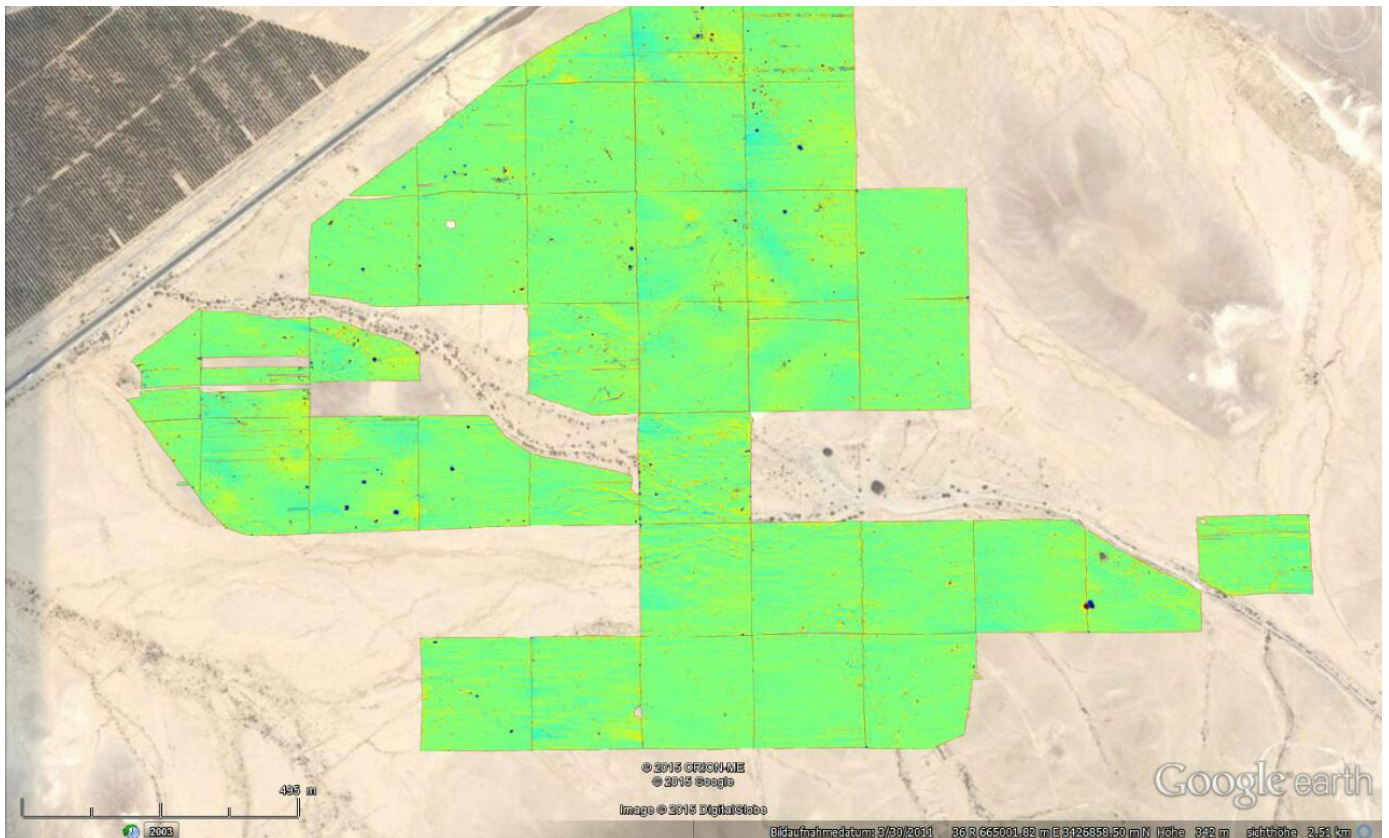 © 2015 ORION-ME
© 2015 Google
Image © 2015 DigitalGlobe
Google earth
495 m
2003
Bildaufnahmedatum: 3/30/2011 36 R 665001.82 m E 3426858.50 m N Höhe 342 m sichthöhe 2.51 km